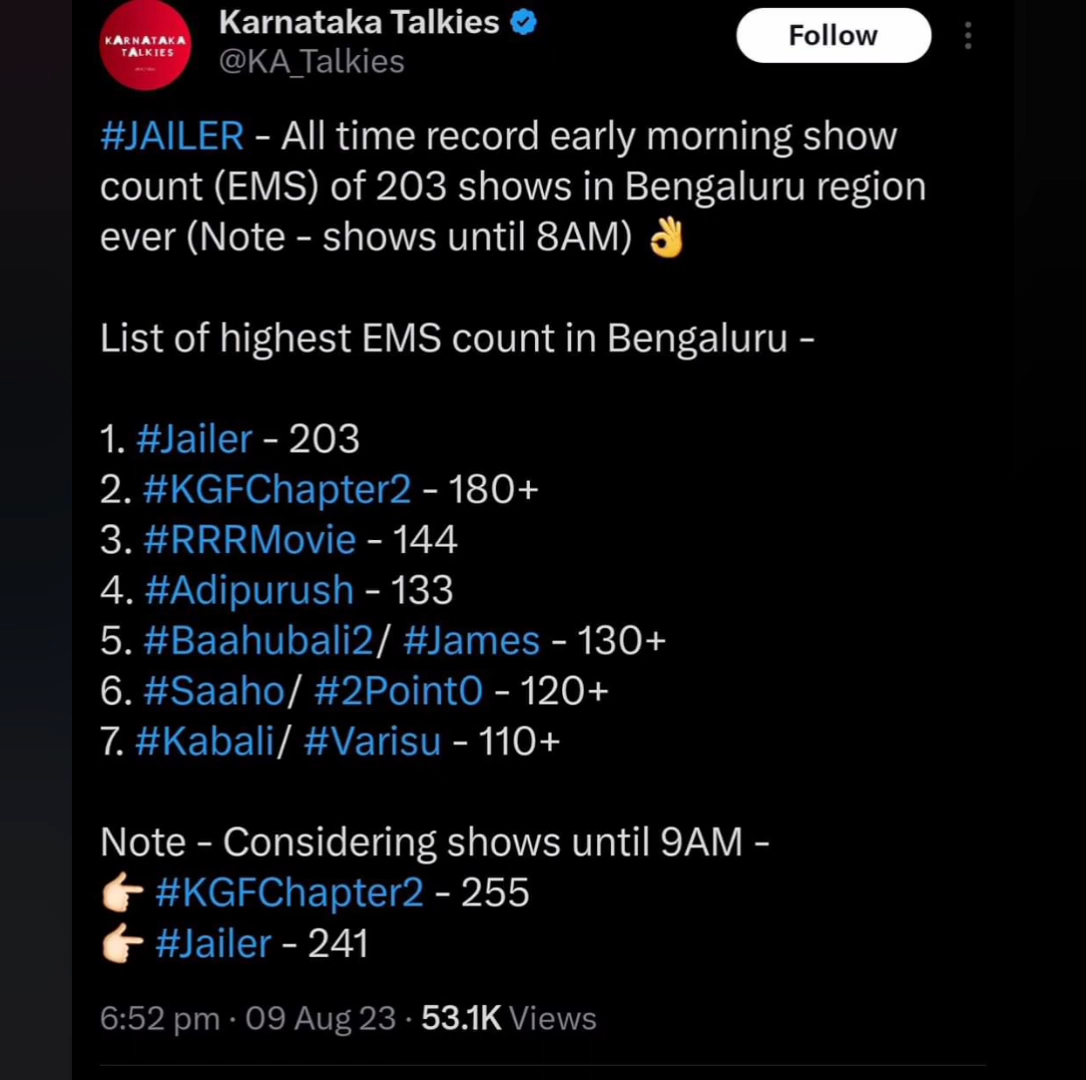 KARNATAKA
TALKIES
Karnataka Talkies
@KA_Talkies
Follow
#JAILER - All time record early morning show
count (EMS) of 203 shows in Bengaluru region
ever (Note - shows until 8AM) 👌
List of highest EMS count in Bengaluru -
1. #Jailer - 203
2. #KGFChapter2 - 180+
3. #RRRMovie - 144
4. #Adipurush - 133
5. #Baahubali2/ #James - 130+
6. #Saaho/ #2Point0 - 120+
7. #Kabali/ #Varisu - 110+
Note - Considering shows until 9AM -
👉🏻 #KGFChapter2 - 255
👉🏻 #Jailer - 241
6:52 pm · 09 Aug 23 · 53.1K Views